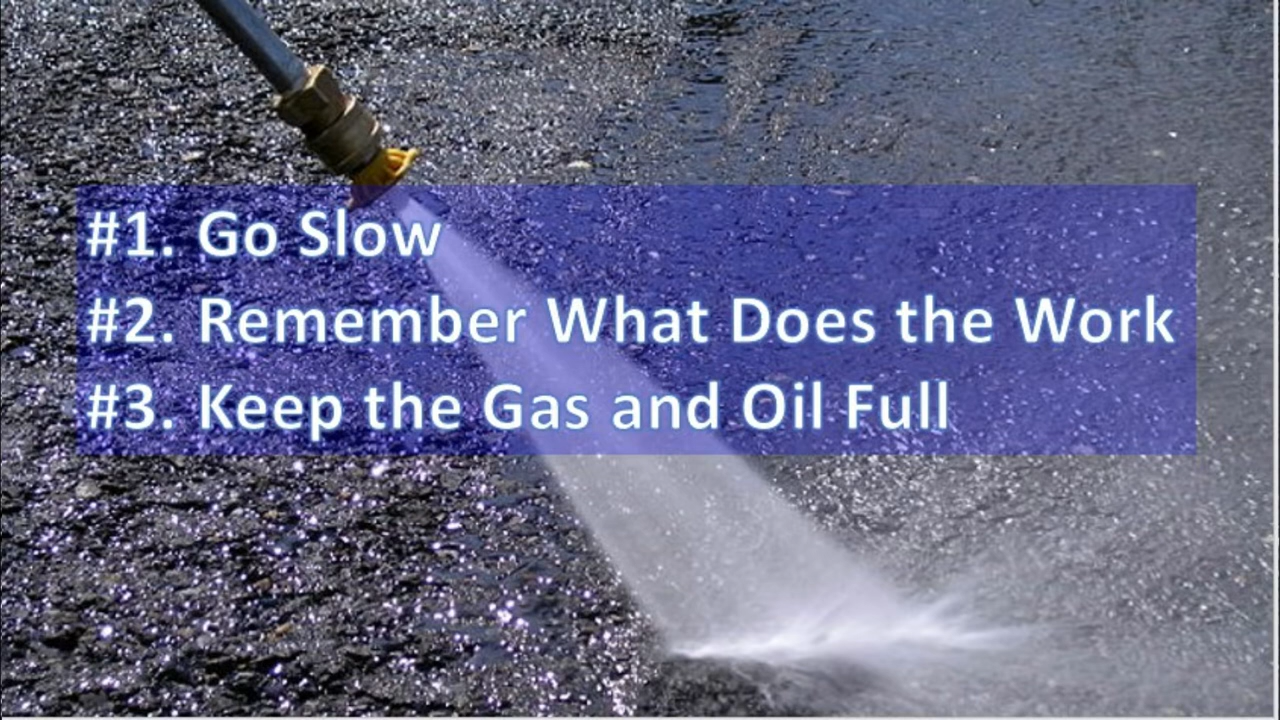 #1. Go Slow
#2. Remember What Does the Work
#3. Keep the Gas and Oil Full